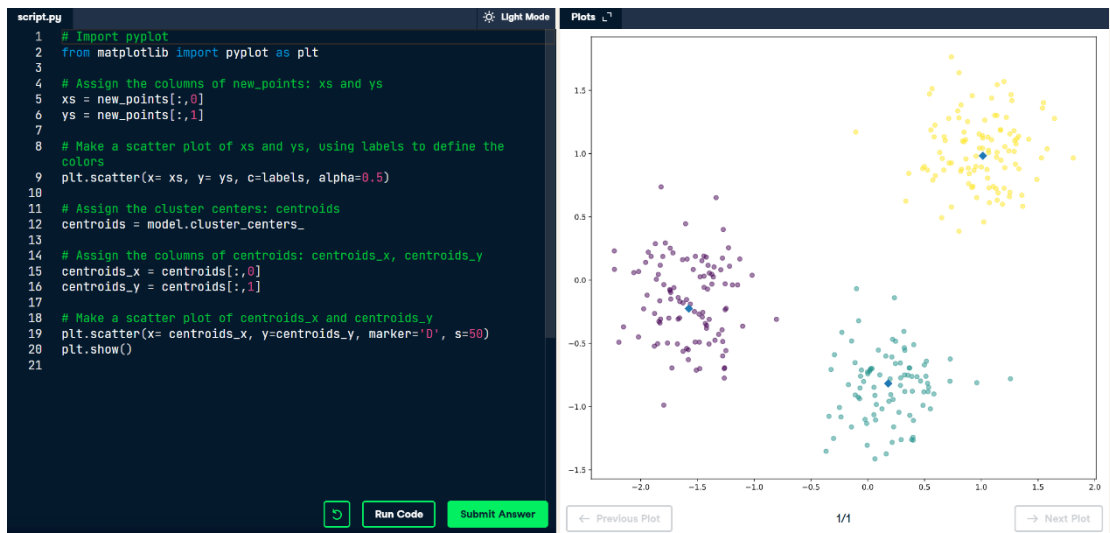 script.py
Light Mode
1 # Import pyplot
2 from matplotlib import pyplot as plt
3
4 # Assign the columns of new_points: xs and ys
5 xs = new_points[:,0]
6 ys = new_points[:,1]
7
8 # Make a scatter plot of xs and ys, using labels to define the
colors
9 plt.scatter(x= xs, y= ys, c=labels, alpha=0.5)
10
11 # Assign the cluster centers: centroids
12 centroids = model.cluster_centers_
13
14 # Assign the columns of centroids: centroids_x, centroids_y
15 centroids_x = centroids[:,0]
16 centroids_y = centroids[:,1]
17
18 # Make a scatter plot of centroids_x and centroids_y
19 plt.scatter(x= centroids_x, y=centroids_y, marker='D', s=50)
20 plt.show()
21
Run Code
Submit Answer
Plots
1.5
1.0
0.5
0.0
−0.5
−1.0
−1.5
−2.0 −1.5 −1.0 −0.5 0.0 0.5 1.0 1.5 2.0
← Previous Plot
1/1
→ Next Plot